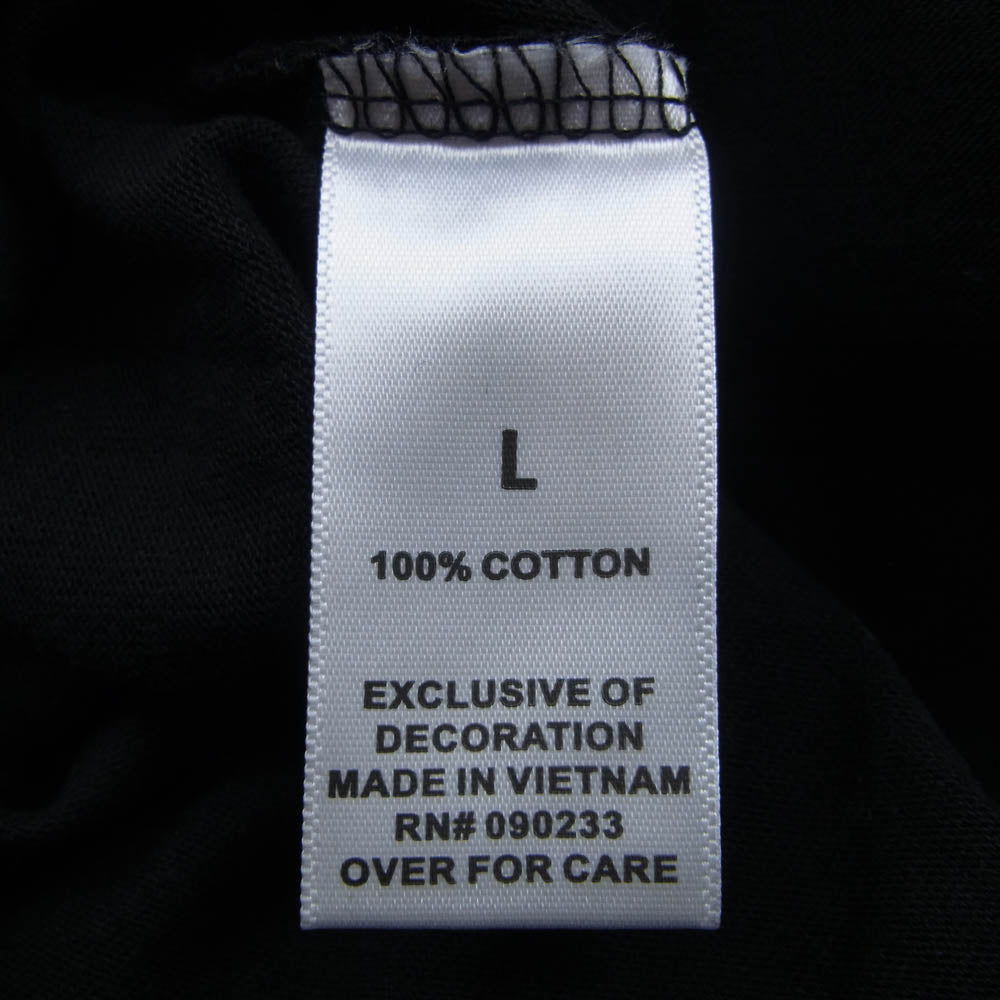 L
100% COTTON
EXCLUSIVE OF
DECORATION
MADE IN VIETNAM
RN# 090233
OVER FOR CARE